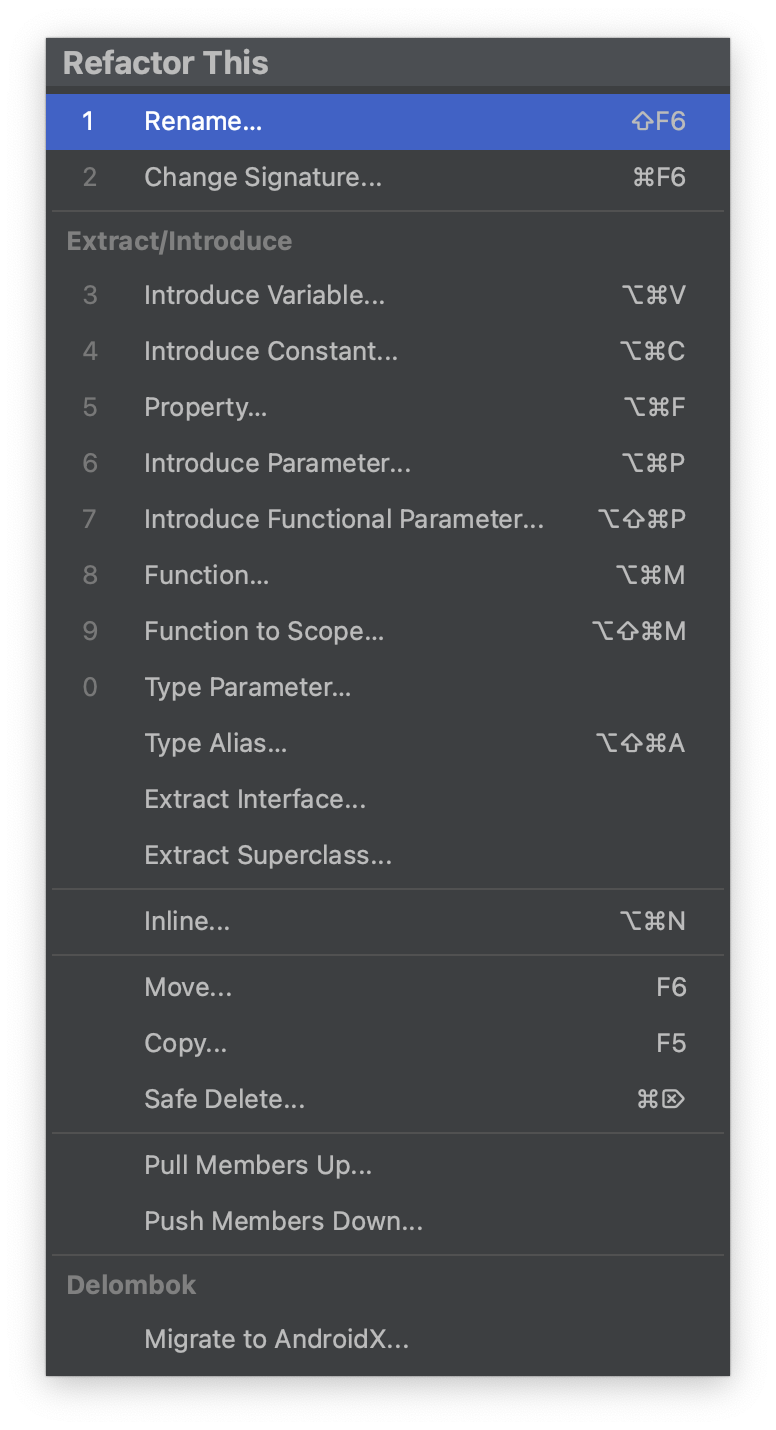 Refactor This
1 Rename... ⇧F6
2 Change Signature... ⌘F6
Extract/Introduce
3 Introduce Variable... ⌥⌘V
4 Introduce Constant... ⌥⌘C
5 Property... ⌥⌘F
6 Introduce Parameter... ⌥⌘P
7 Introduce Functional Parameter... ⌥⇧⌘P
8 Function... ⌥⌘M
9 Function to Scope... ⌥⇧⌘M
0 Type Parameter...
Type Alias... ⌥⇧⌘A
Extract Interface...
Extract Superclass...
Inline... ⌥⌘N
Move... F6
Copy... F5
Safe Delete... ⌘⌦
Pull Members Up...
Push Members Down...
Delombok
Migrate to AndroidX...